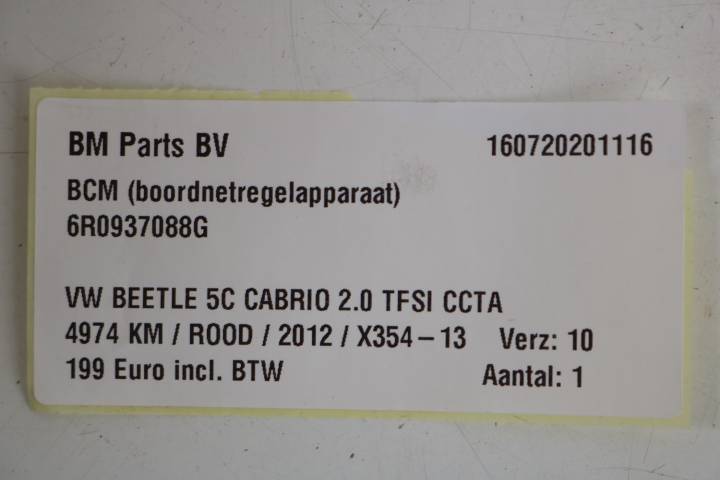 BM Parts BV 160720201116
BCM (boordnetregelapparaat)
6R0937088G
VW BEETLE 5C CABRIO 2.0 TFSI CCTA
4974 KM / ROOD / 2012 / X354-13 Verz: 10
199 Euro incl. BTW Aantal: 1